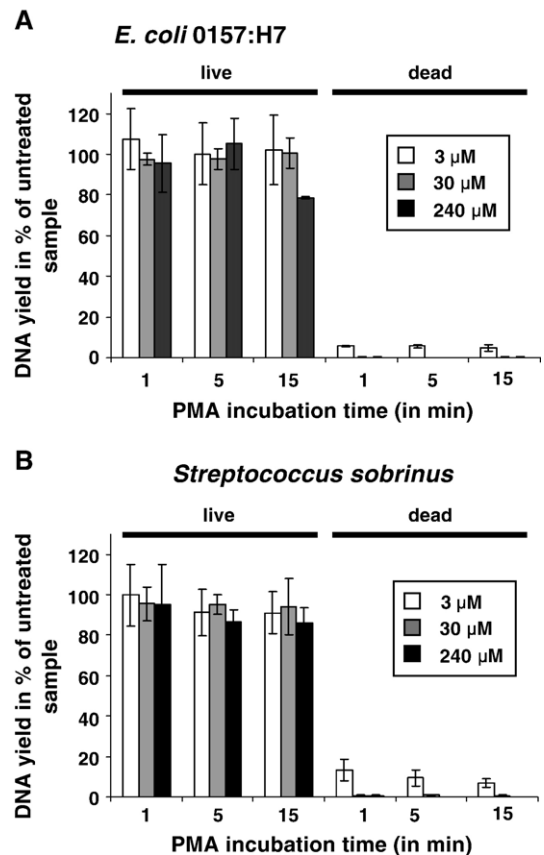 A
E. coli 0157:H7
live dead
DNA yield in % of untreated
sample
120
100
80
60
40
20
0
3 µM
30 µM
240 µM
1 5 15 1 5 15
PMA incubation time (in min)
B
Streptococcus sobrinus
live dead
DNA yield in % of untreated
sample
120
100
80
60
40
20
0
3 µM
30 µM
240 µM
1 5 15 1 5 15
PMA incubation time (in min)